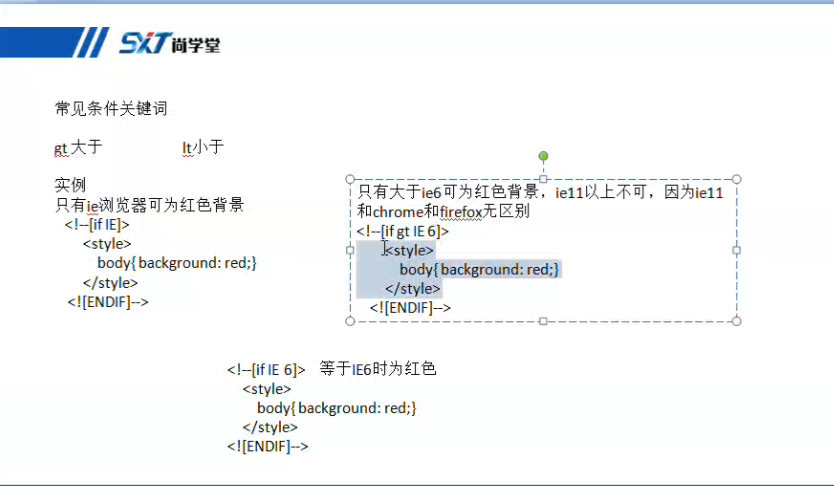 SXT尚学堂
常见条件关键词
gt 大于 lt小于
实例
只有ie浏览器可为红色背景
<!--[if IE]>
<style>
body{ background: red;}
</style>
<![ENDIF]-->
只有大于ie6可为红色背景，ie11以上不可，因为ie11
和chrome和firefox无区别
<!--[if gt IE 6]>
<style>
body{ background: red;}
</style>
<![ENDIF]-->
<!--[if IE 6]> 等于IE6时为红色
<style>
body{ background: red;}
</style>
<![ENDIF]-->